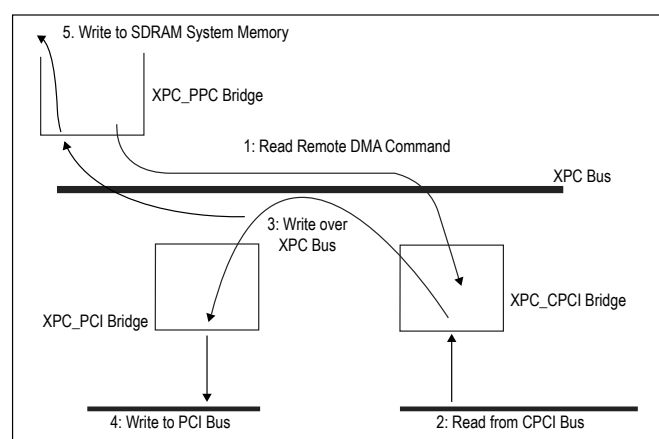 5. Write to SDRAM System Memory
XPC_PPC Bridge
1: Read Remote DMA Command
XPC Bus
3: Write over
XPC Bus
XPC_PCI Bridge
XPC_CPCI Bridge
4: Write to PCI Bus
2: Read from CPCI Bus